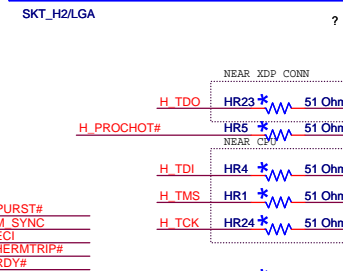 SKT_H2/LGA
?
NEAR XDP CONN
H_TDO HR23 * 51 Ohm
H_PROCHOT# HR5 * 51 Ohm
NEAR CPU
H_TDI HR4 * 51 Ohm
H_TMS HR1 * 51 Ohm
H_TCK HR24 * 51 Ohm
PURST#
M_SYNC
ECI
HERMTRIP#
RDY#